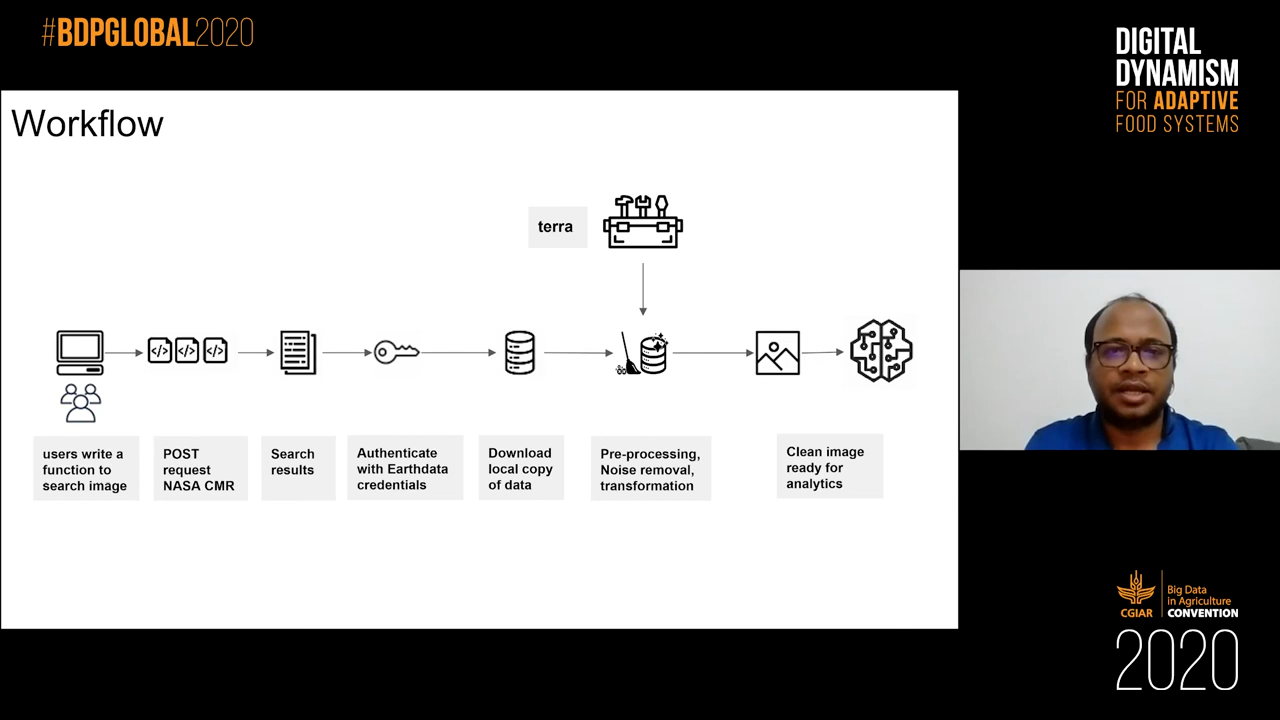 #BDPGLOBAL2020
DIGITAL
DYNAMISM
FOR ADAPTIVE
FOOD SYSTEMS
Workflow
terra
users write a
function to
search image
POST
request
NASA CMR
Search
results
Authenticate
with Earthdata
credentials
Download
local copy
of data
Pre-processing,
Noise removal,
transformation
Clean image
ready for
analytics
CGIAR
Big Data
in Agriculture
CONVENTION
2020